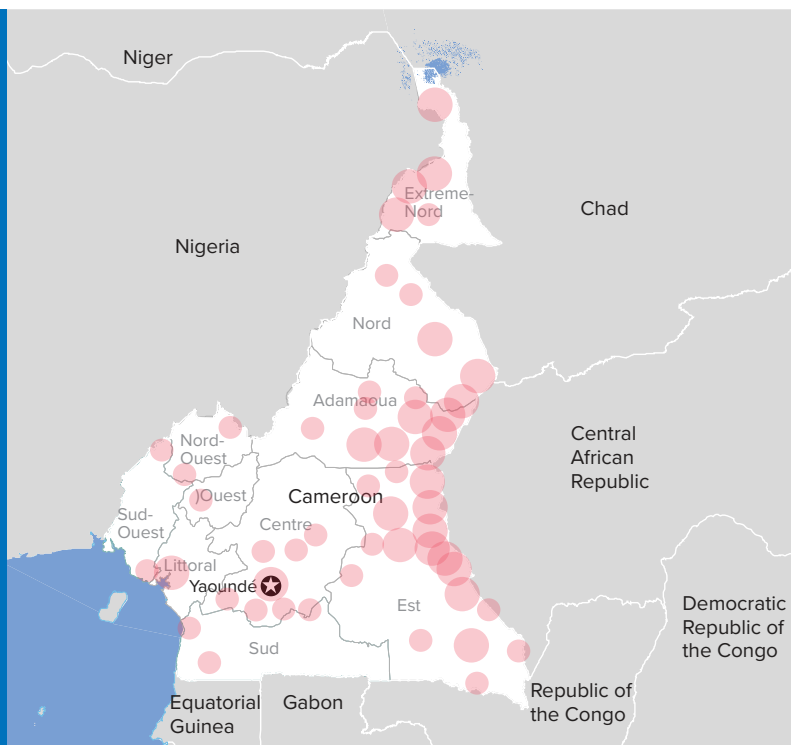 Niger
Chad
Extreme-
Nord
Nigeria
Nord
Adamaoua
Central
African
Republic
Nord-
Ouest
)Ouest
Cameroon
Sud-
Ouest
Centre
Littoral
Yaoundé
Est
Democratic
Republic of
the Congo
Sud
Equatorial
Guinea
Gabon
Republic of
the Congo